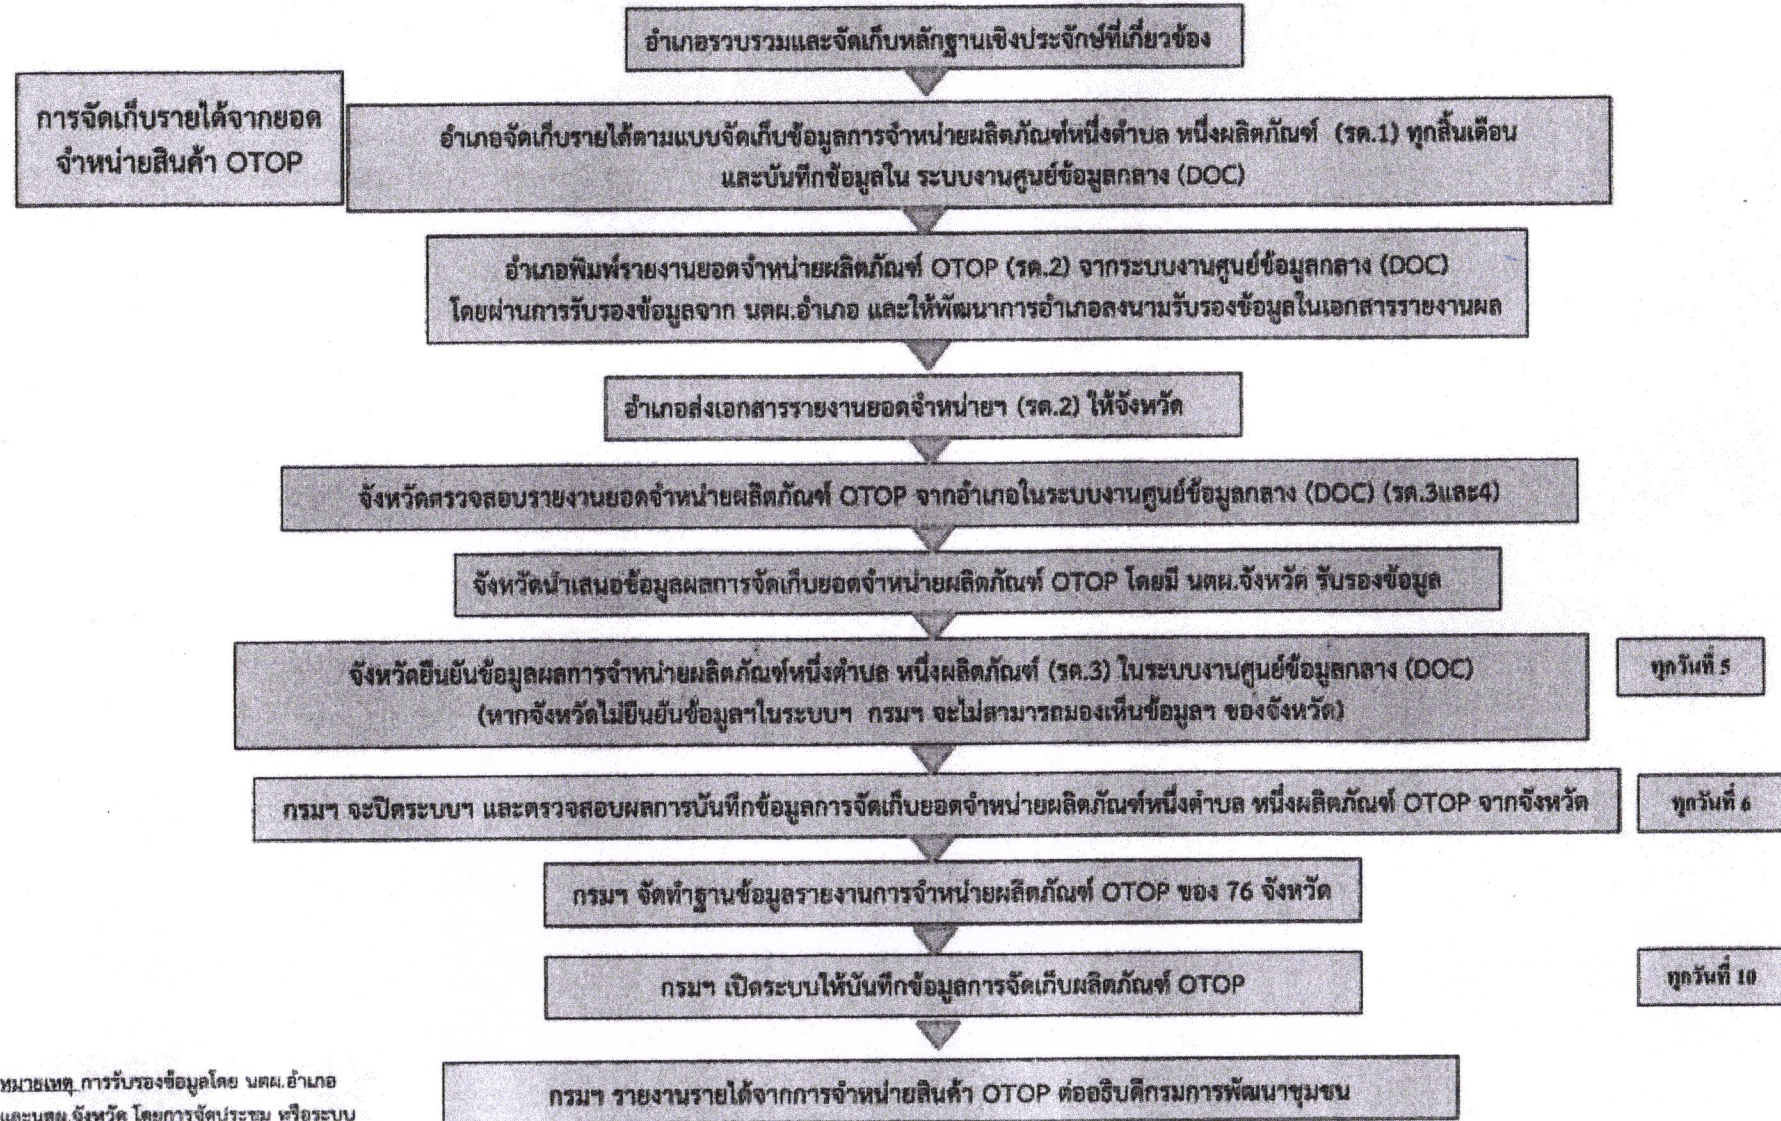 อำเภอรวบรวมและจัดเก็บหลักฐานเชิงประจักษ์ที่เกี่ยวข้อง
การจัดเก็บรายได้จากยอด
จำหน่ายสินค้า OTOP
อำเภอจัดเก็บรายได้ตามแบบจัดเก็บข้อมูลการจำหน่ายผลิตภัณฑ์หนึ่งตำบล หนึ่งผลิตภัณฑ์ (รด.1) ทุกสิ้นเดือน
และบันทึกข้อมูลใน ระบบงานศูนย์ข้อมูลกลาง (DOC)
อำเภอพิมพ์รายงานยอดจำหน่ายผลิตภัณฑ์ OTOP (รด.2) จากระบบงานศูนย์ข้อมูลกลาง (DOC)
โดยผ่านการรับรองข้อมูลจาก นตผ.อำเภอ และให้พัฒนาการอำเภอลงนามรับรองข้อมูลในเอกสารรายงานผล
อำเภอส่งเอกสารรายงานยอดจำหน่ายฯ (รด.2) ให้จังหวัด
จังหวัดตรวจสอบรายงานยอดจำหน่ายผลิตภัณฑ์ OTOP จากอำเภอในระบบงานศูนย์ข้อมูลกลาง (DOC) (รด.3และ4)
จังหวัดนำเสนอข้อมูลผลการจัดเก็บยอดจำหน่ายผลิตภัณฑ์ OTOP โดยมี นตผ.จังหวัด รับรองข้อมูล
จังหวัดยืนยันข้อมูลผลการจำหน่ายผลิตภัณฑ์หนึ่งตำบล หนึ่งผลิตภัณฑ์ (รด.3) ในระบบงานศูนย์ข้อมูลกลาง (DOC)
(หากจังหวัดไม่ยืนยันข้อมูลฯในระบบฯ กรมฯ จะไม่สามารถมองเห็นข้อมูลฯ ของจังหวัด)
ทุกวันที่ 5
กรมฯ จะปิดระบบฯ และตรวจสอบผลการบันทึกข้อมูลการจัดเก็บยอดจำหน่ายผลิตภัณฑ์หนึ่งตำบล หนึ่งผลิตภัณฑ์ OTOP จากจังหวัด
ทุกวันที่ 6
กรมฯ จัดทำฐานข้อมูลรายงานการจำหน่ายผลิตภัณฑ์ OTOP ของ 76 จังหวัด
กรมฯ เปิดระบบให้บันทึกข้อมูลการจัดเก็บผลิตภัณฑ์ OTOP
ทุกวันที่ 10
กรมฯ รายงานรายได้จากการจำหน่ายสินค้า OTOP ต่ออธิบดีกรมการพัฒนาชุมชน
หมายเหตุ การรับรองข้อมูลโดย นตผ.อำเภอ
และนตผ.จังหวัด โดยการจัดประชุม หรือระบบ